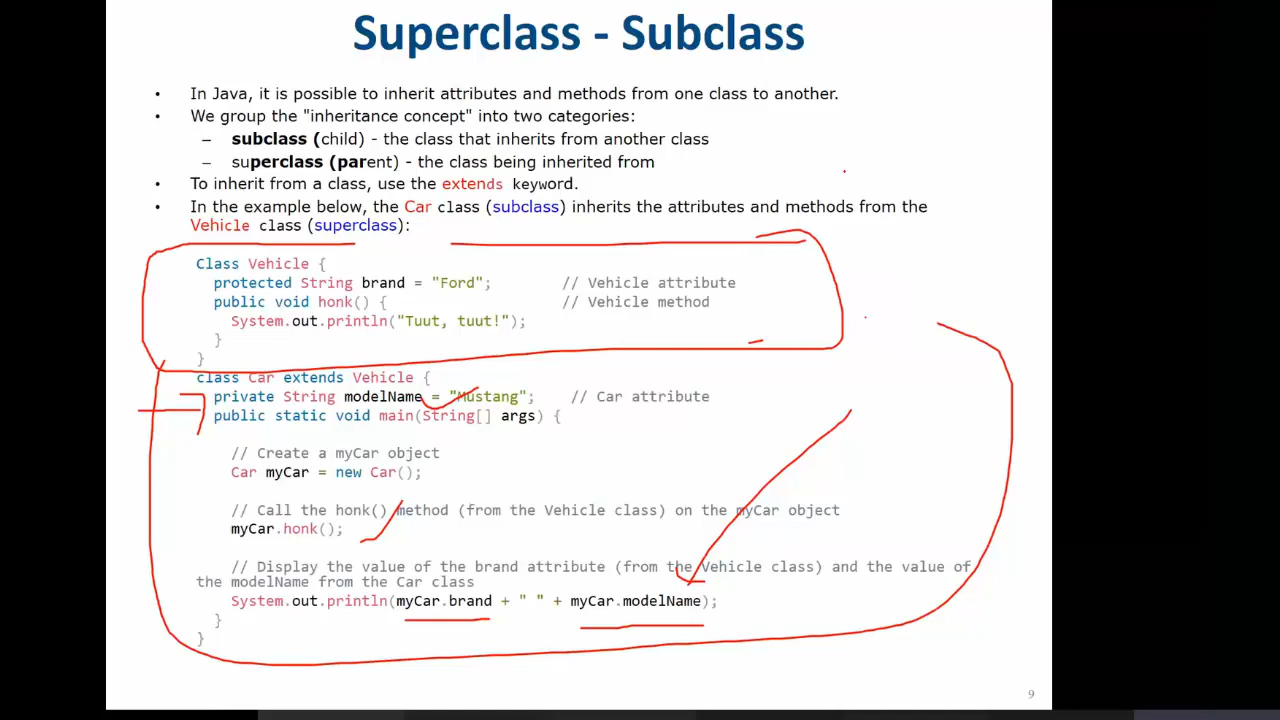 Superclass - Subclass
• In Java, it is possible to inherit attributes and methods from one class to another.
• We group the "inheritance concept" into two categories:
– subclass (child) - the class that inherits from another class
– superclass (parent) - the class being inherited from
• To inherit from a class, use the extends keyword.
• In the example below, the Car class (subclass) inherits the attributes and methods from the
Vehicle class (superclass):
Class Vehicle {
protected String brand = "Ford"; // Vehicle attribute
public void honk() { // Vehicle method
System.out.println("Tuut, tuut!");
}
}
class Car extends Vehicle {
private String modelName = "Mustang"; // Car attribute
public static void main(String[] args) {
// Create a myCar object
Car myCar = new Car();
// Call the honk() method (from the Vehicle class) on the myCar object
myCar.honk();
// Display the value of the brand attribute (from the Vehicle class) and the value of
the modelName from the Car class
System.out.println(myCar.brand + " " + myCar.modelName);
}
}
9